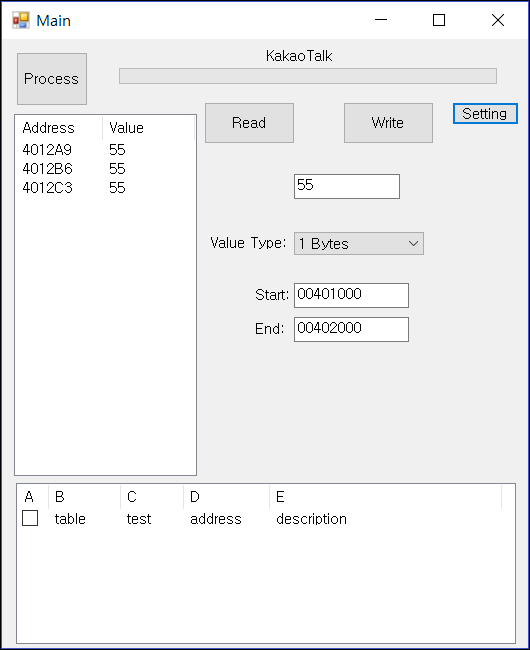 Main
Process
KakaoTalk
Read
Write
Setting
Address Value
4012A9 55
4012B6 55
4012C3 55
55
Value Type: 1 Bytes
Start: 00401000
End: 00402000
A B C D E
table test address description